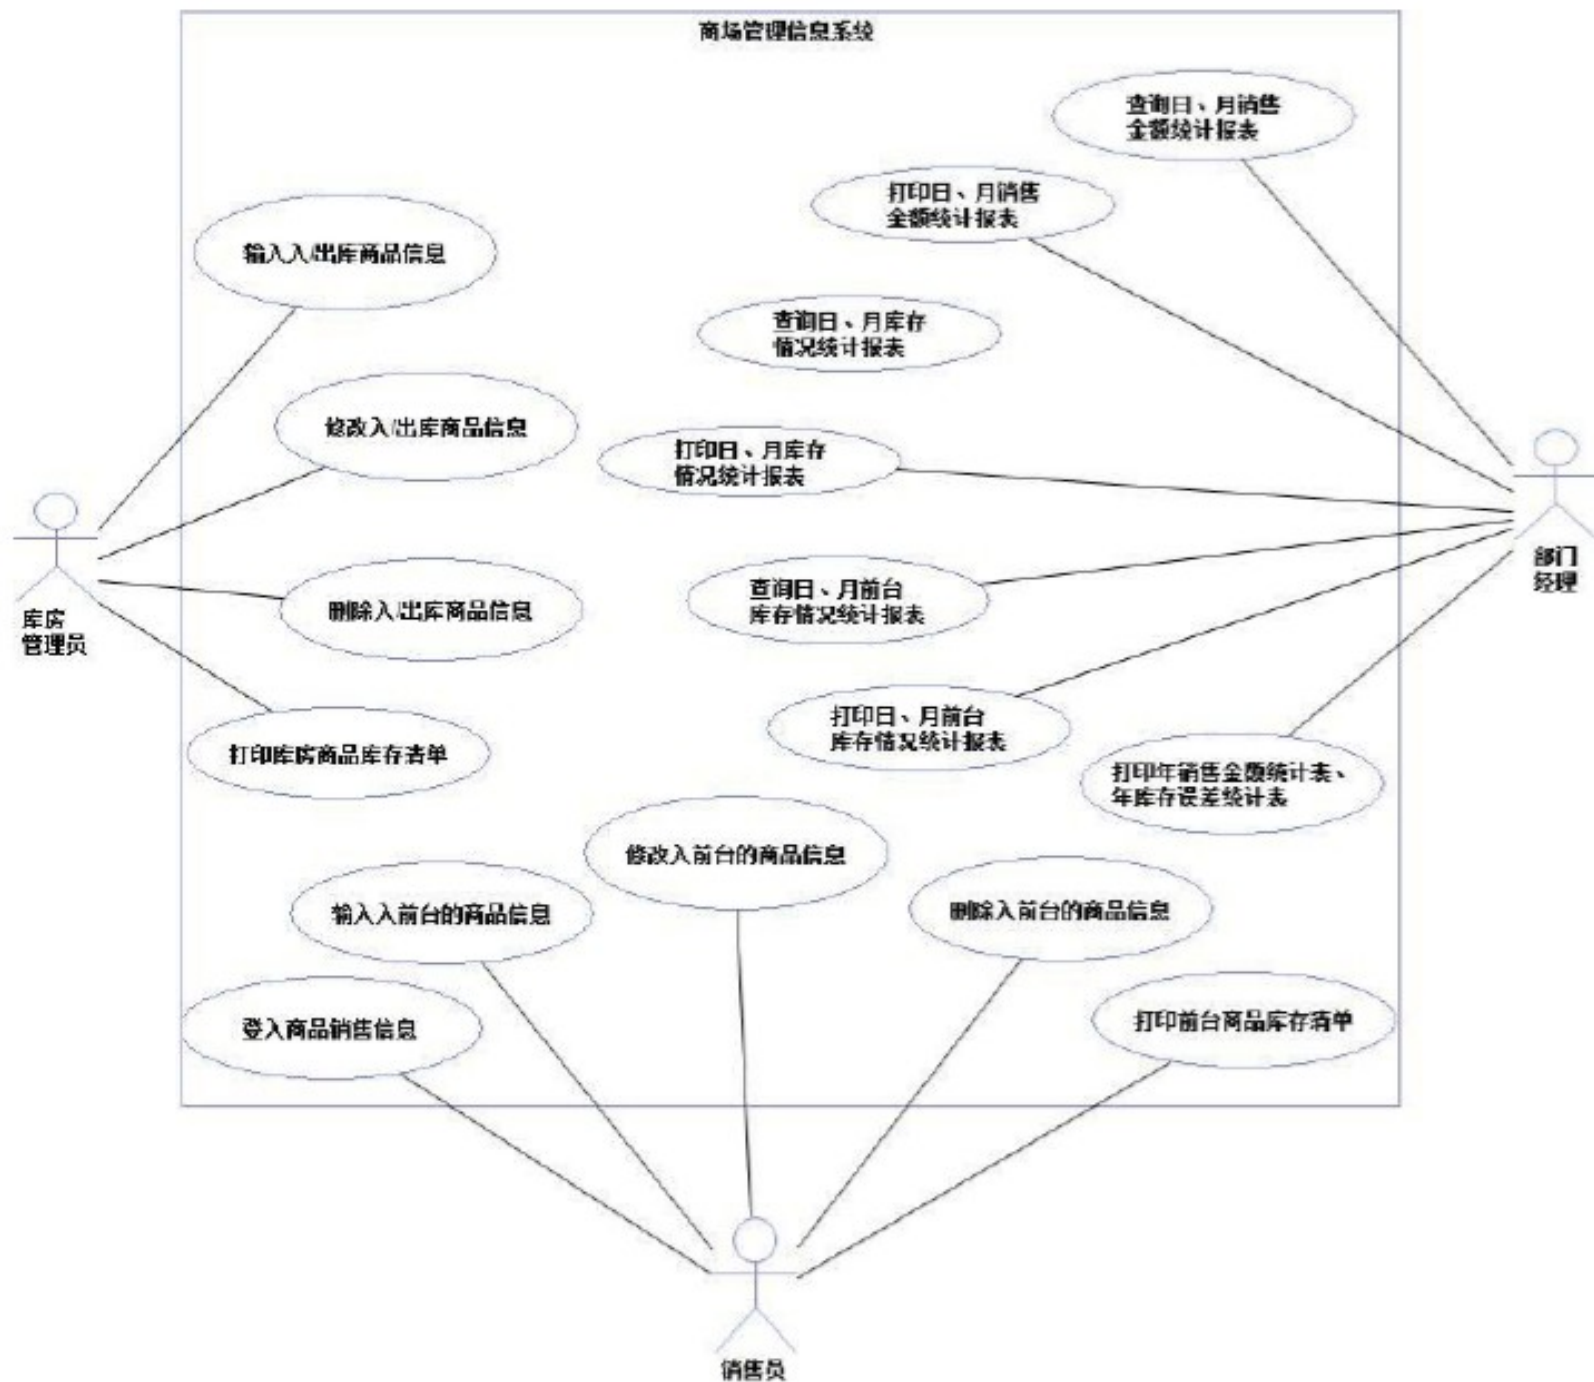 商场管理信息系统
查询日、月销售
金额统计报表
打印日、月销售
金额统计报表
输入入/出库商品信息
查询日、月库存
情况统计报表
修改入/出库商品信息
打印日、月库存
情况统计报表
库房
管理员
部门
经理
删除入/出库商品信息
查询日、月前台
库存情况统计报表
打印库房商品库存清单
打印日、月前台
库存情况统计报表
打印年销售金额统计表、
年库存误差统计表
修改入前台的商品信息
输入入前台的商品信息
删除入前台的商品信息
登入商品销售信息
打印前台商品库存清单
销售员